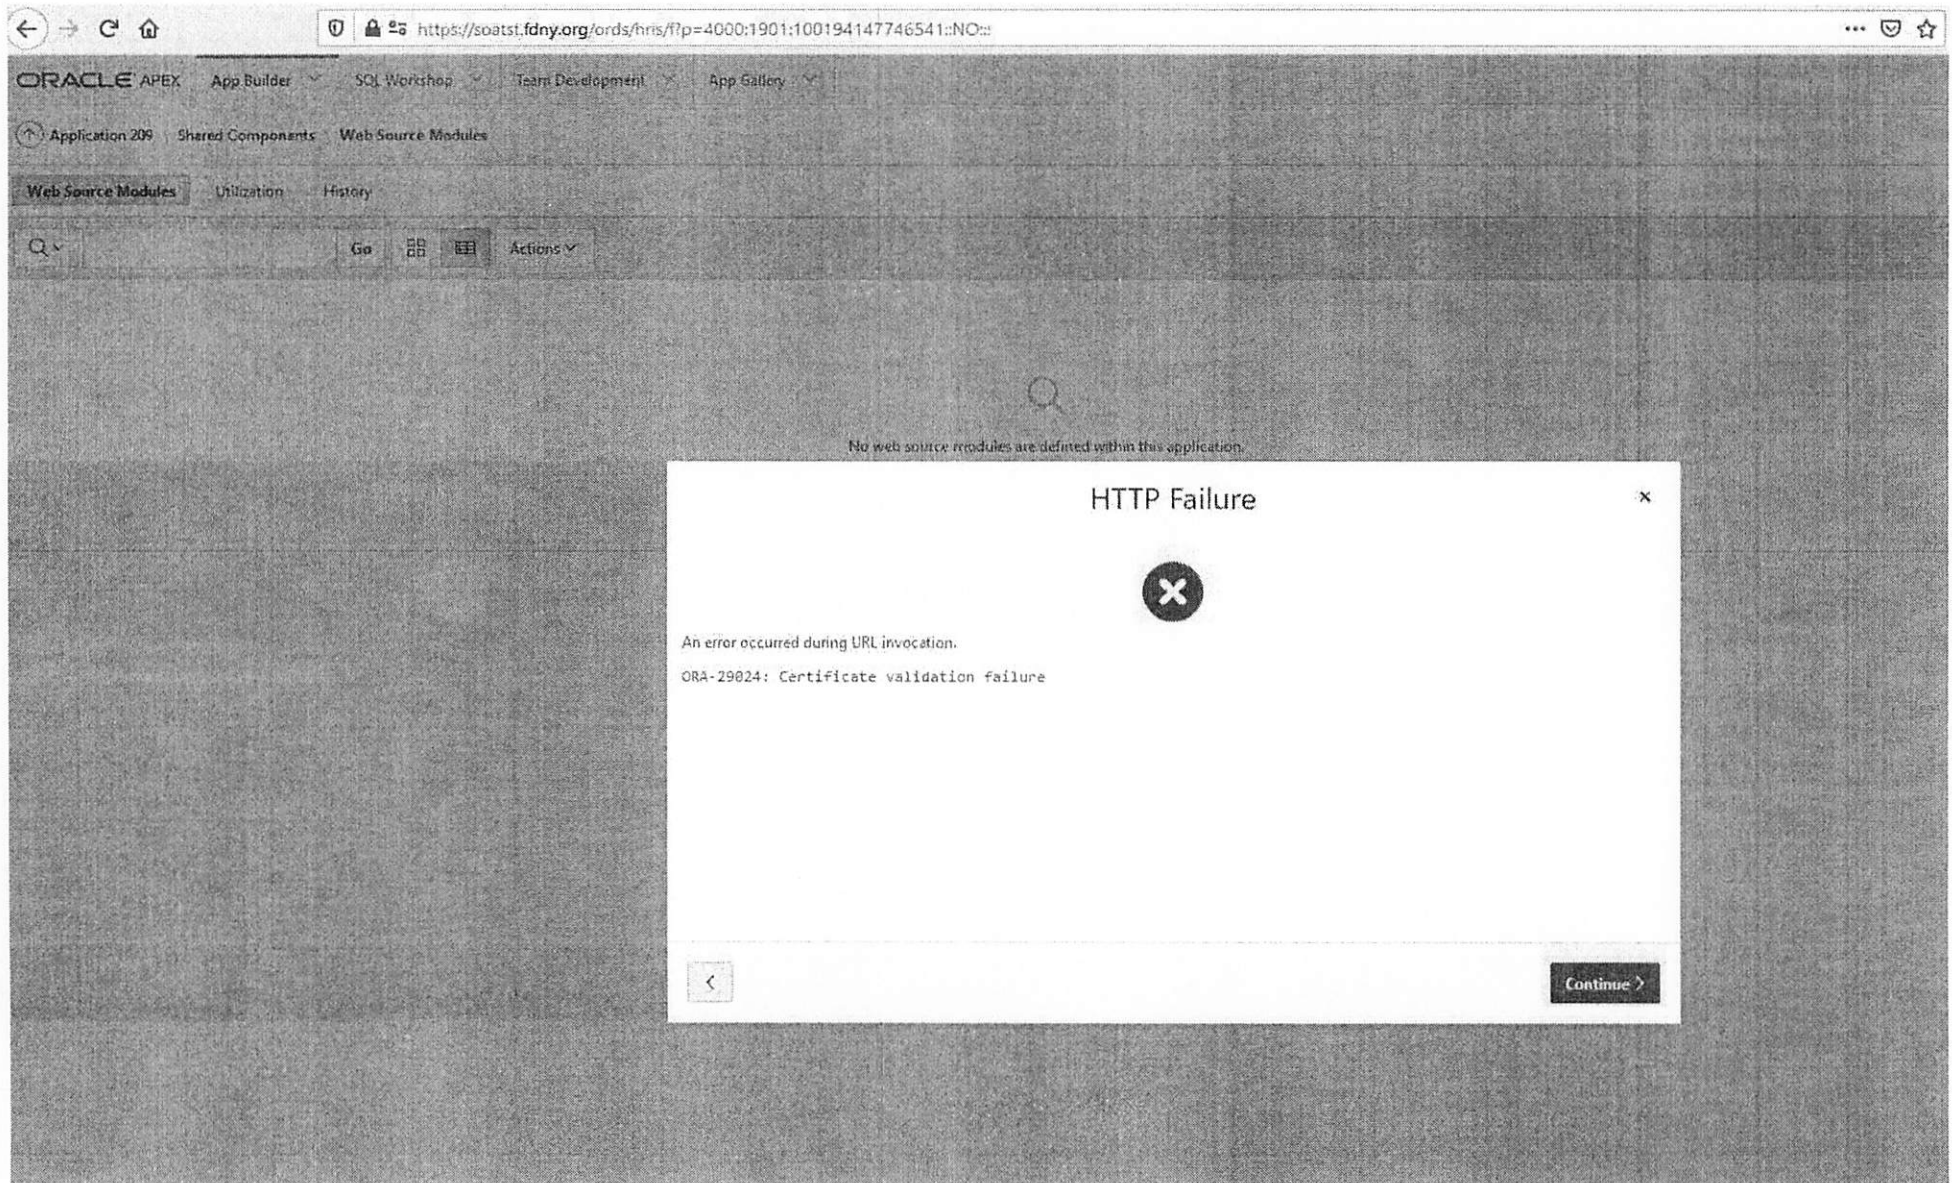 https://soatst.fdny.org/ords/hris/f?p=4000:1901:100194147746541::NO:::
ORACLE APEX App Builder SQL Workshop Team Development App Gallery
Application 209 Shared Components Web Source Modules
Web Source Modules Utilization History
Go Actions
No web source modules are defined within this application.
HTTP Failure
An error occurred during URL invocation.
ORA-29024: Certificate validation failure
Continue